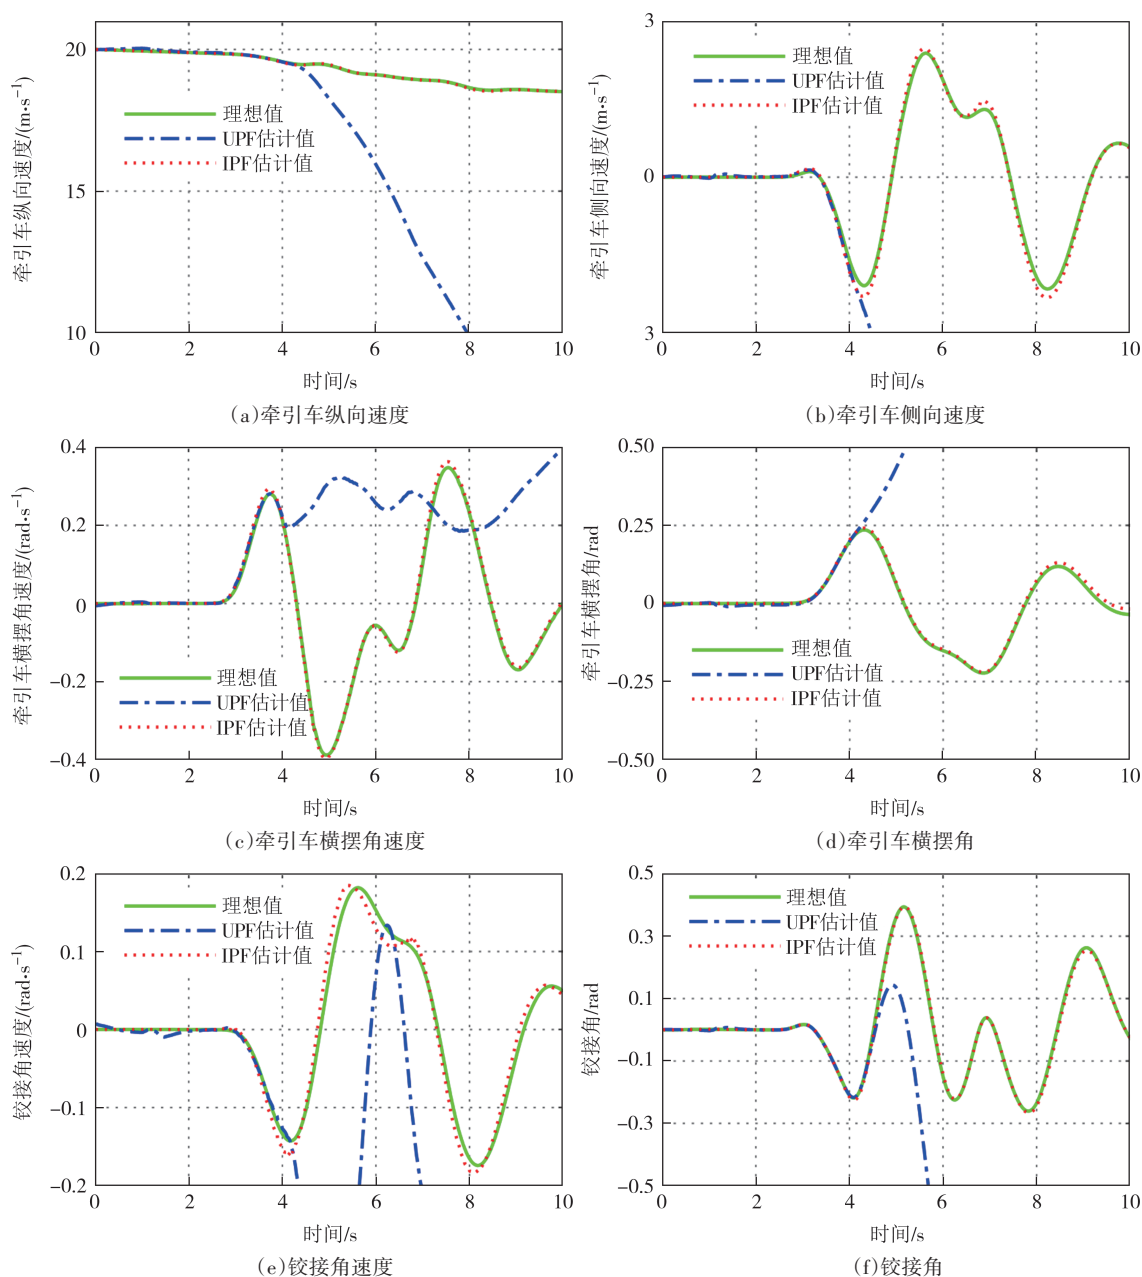 20
15
10
牵引车纵向速度/(m·s⁻¹)
理想值
UPF估计值
IPF估计值
0
2
4
6
8
10
时间/s
(a)牵引车纵向速度
3
0
3
牵引车侧向速度/(m·s⁻¹)
理想值
UPF估计值
IPF估计值
0
2
4
6
8
10
时间/s
(b)牵引车侧向速度
0.4
0.2
0
-0.2
-0.4
牵引车横摆角速度/(rad·s⁻¹)
理想值
UPF估计值
IPF估计值
0
2
4
6
8
10
时间/s
(c)牵引车横摆角速度
0.50
0.25
0
-0.25
-0.50
牵引车横摆角/rad
理想值
UPF估计值
IPF估计值
0
2
4
6
8
10
时间/s
(d)牵引车横摆角
0.2
0.1
0
-0.1
-0.2
铰接角速度/(rad·s⁻¹)
理想值
UPF估计值
IPF估计值
0
2
4
6
8
10
时间/s
(e)铰接角速度
0.5
0.3
0.1
-0.1
-0.3
-0.5
铰接角/rad
理想值
UPF估计值
IPF估计值
0
2
4
6
8
10
时间/s
(f)铰接角